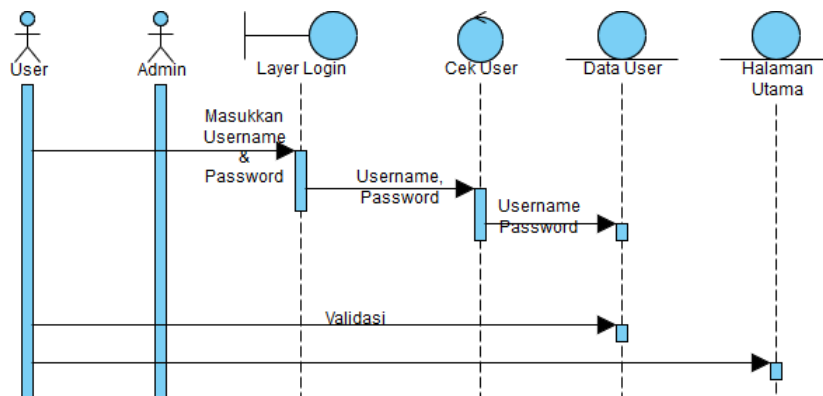 User
Admin
Layer Login
Cek User
Data User
Halaman
Utama
Masukkan
Username
&
Password
Username,
Password
Username
Password
Validasi